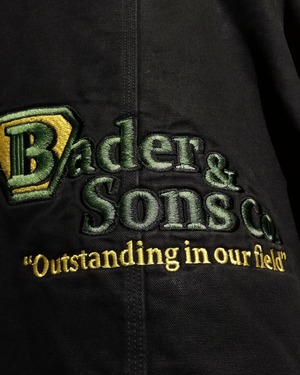 Bader &
Sons Co.
"Outstanding in our field"